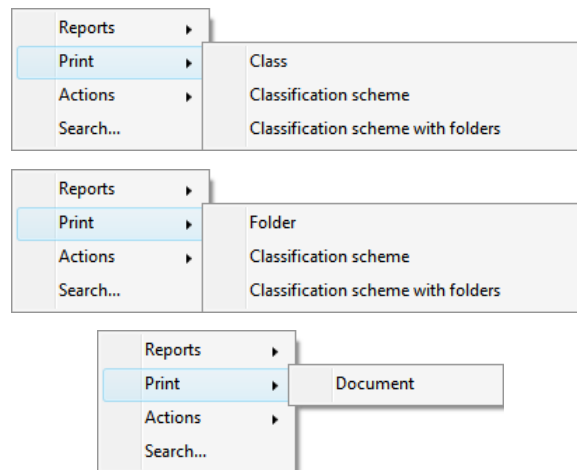 Reports
Print
Class
Actions
Classification scheme
Search...
Classification scheme with folders
Reports
Print
Folder
Actions
Classification scheme
Search...
Classification scheme with folders
Reports
Print
Document
Actions
Search...